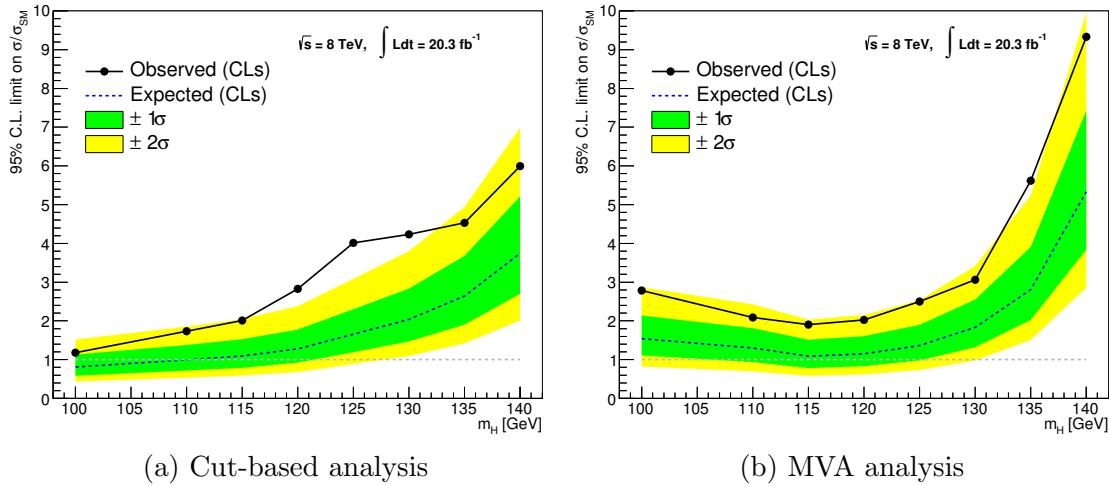 95% C.L. limit on σ/σ_SM
10
9
8
7
6
5
4
3
2
1
0
√s = 8 TeV, ∫ Ldt = 20.3 fb⁻¹
Observed (CLs)
Expected (CLs)
± 1σ
± 2σ
100 105 110 115 120 125 130 135 140
m_H [GeV]
(a) Cut-based analysis
95% C.L. limit on σ/σ_SM
10
9
8
7
6
5
4
3
2
1
0
√s = 8 TeV, ∫ Ldt = 20.3 fb⁻¹
Observed (CLs)
Expected (CLs)
± 1σ
± 2σ
100 105 110 115 120 125 130 135 140
m_H [GeV]
(b) MVA analysis